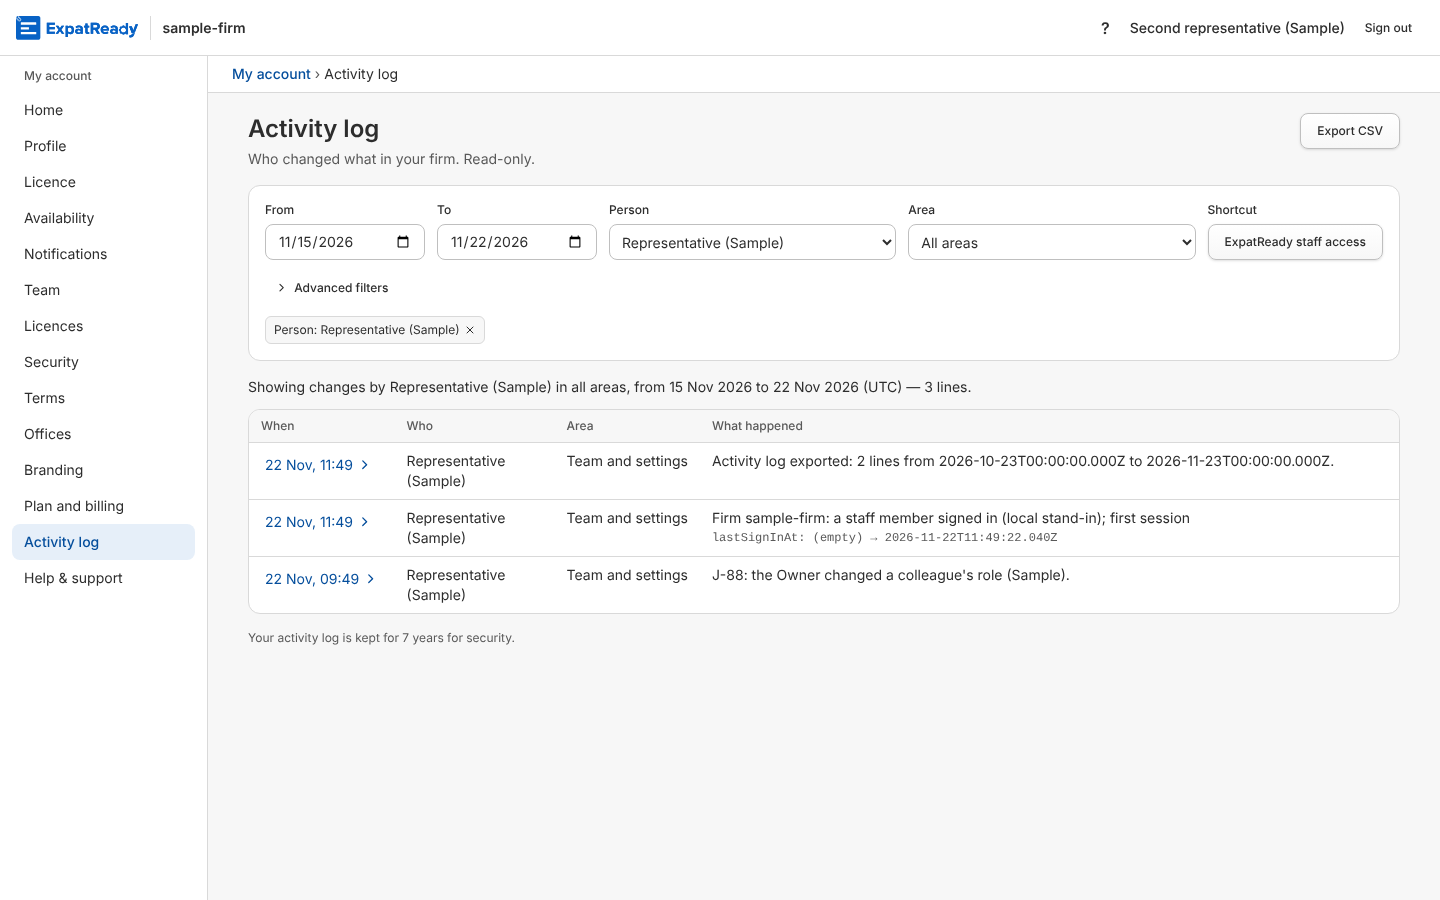 ExpatReady
sample-firm
?
Second representative (Sample)
Sign out
My account
Home
Profile
Licence
Availability
Notifications
Team
Licences
Security
Terms
Offices
Branding
Plan and billing
Activity log
Help & support
My account › Activity log
Activity log
Who changed what in your firm. Read-only.
Export CSV
From
To
Person
Area
Shortcut
11/15/2026
11/22/2026
Representative (Sample)
All areas
ExpatReady staff access
Advanced filters
Person: Representative (Sample) ×
Showing changes by Representative (Sample) in all areas, from 15 Nov 2026 to 22 Nov 2026 (UTC) — 3 lines.
When
Who
Area
What happened
22 Nov, 11:49
Representative
(Sample)
Team and settings
Activity log exported: 2 lines from 2026-10-23T00:00:00.000Z to 2026-11-23T00:00:00.000Z.
22 Nov, 11:49
Representative
(Sample)
Team and settings
Firm sample-firm: a staff member signed in (local stand-in); first session
lastSignInAt: (empty) → 2026-11-22T11:49:22.040Z
22 Nov, 09:49
Representative
(Sample)
Team and settings
J-88: the Owner changed a colleague's role (Sample).
Your activity log is kept for 7 years for security.